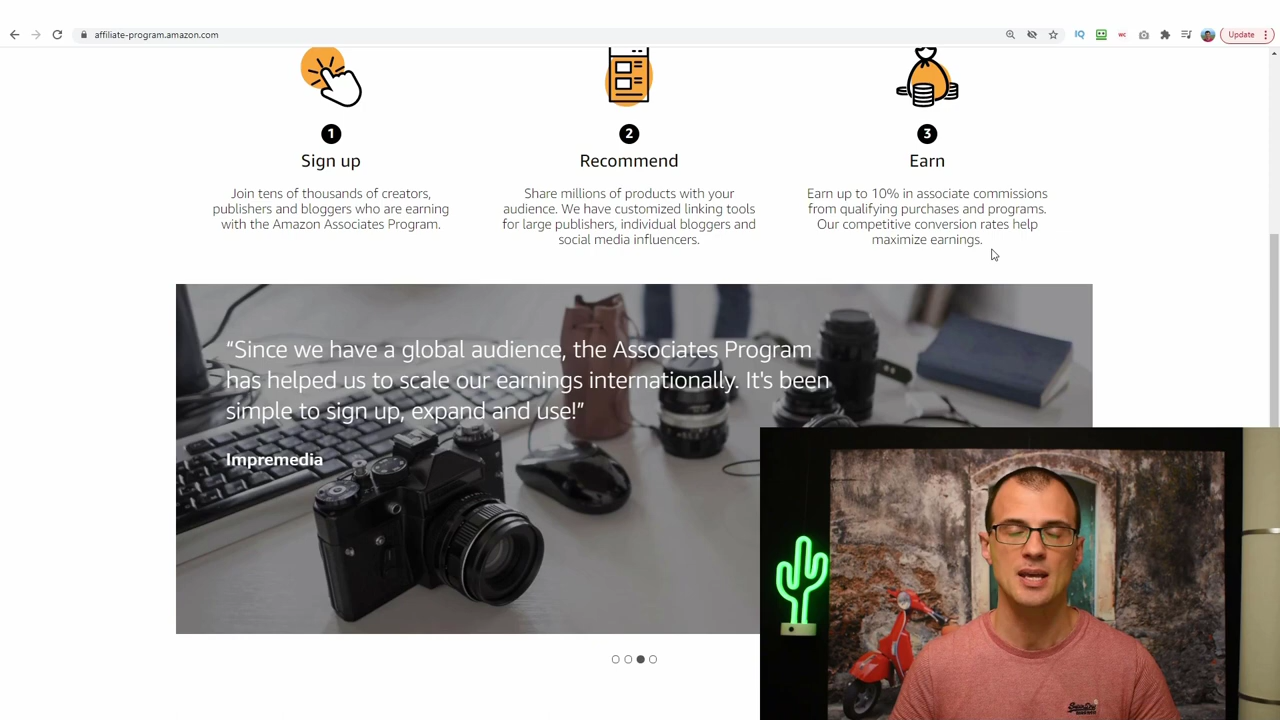 affiliate-program.amazon.com
Update
1
2
3
Sign up
Recommend
Earn
Join tens of thousands of creators,
publishers and bloggers who are earning
with the Amazon Associates Program.
Share millions of products with your
audience. We have customized linking tools
for large publishers, individual bloggers and
social media influencers.
Earn up to 10% in associate commissions
from qualifying purchases and programs.
Our competitive conversion rates help
maximize earnings.
“Since we have a global audience, the Associates Program
has helped us to scale our earnings internationally. It's been
simple to sign up, expand and use!”
Impremedia